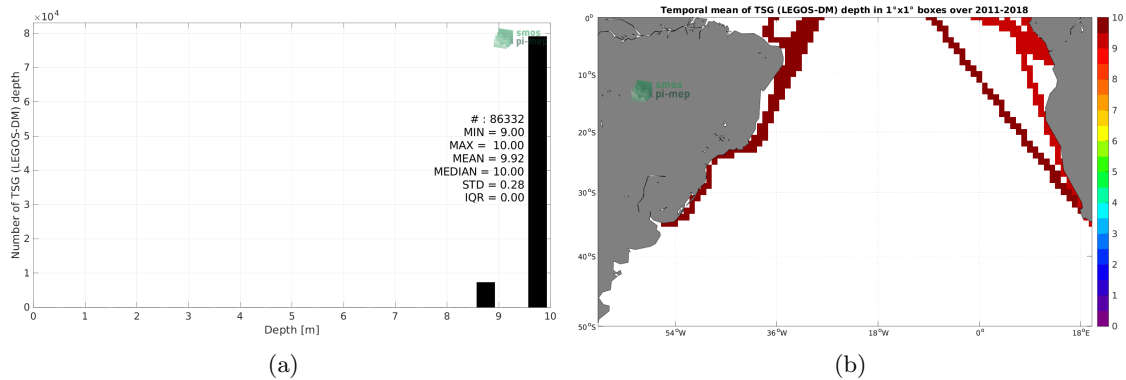 ×10⁴
8
7
6
5
4
3
2
1
0
Number of TSG (LEGOS-DM) depth
smos
pi-mep
# : 86332
MIN = 9.00
MAX = 10.00
MEAN = 9.92
MEDIAN = 10.00
STD = 0.28
IQR = 0.00
0 1 2 3 4 5 6 7 8 9 10
Depth [m]
(a)
Temporal mean of TSG (LEGOS-DM) depth in 1°x1° boxes over 2011-2018
0°
10°S
20°S
30°S
40°S
50°S
smos
pi-mep
54°W 36°W 18°W 0° 18°E
10
9
8
7
6
5
4
3
2
1
0
(b)